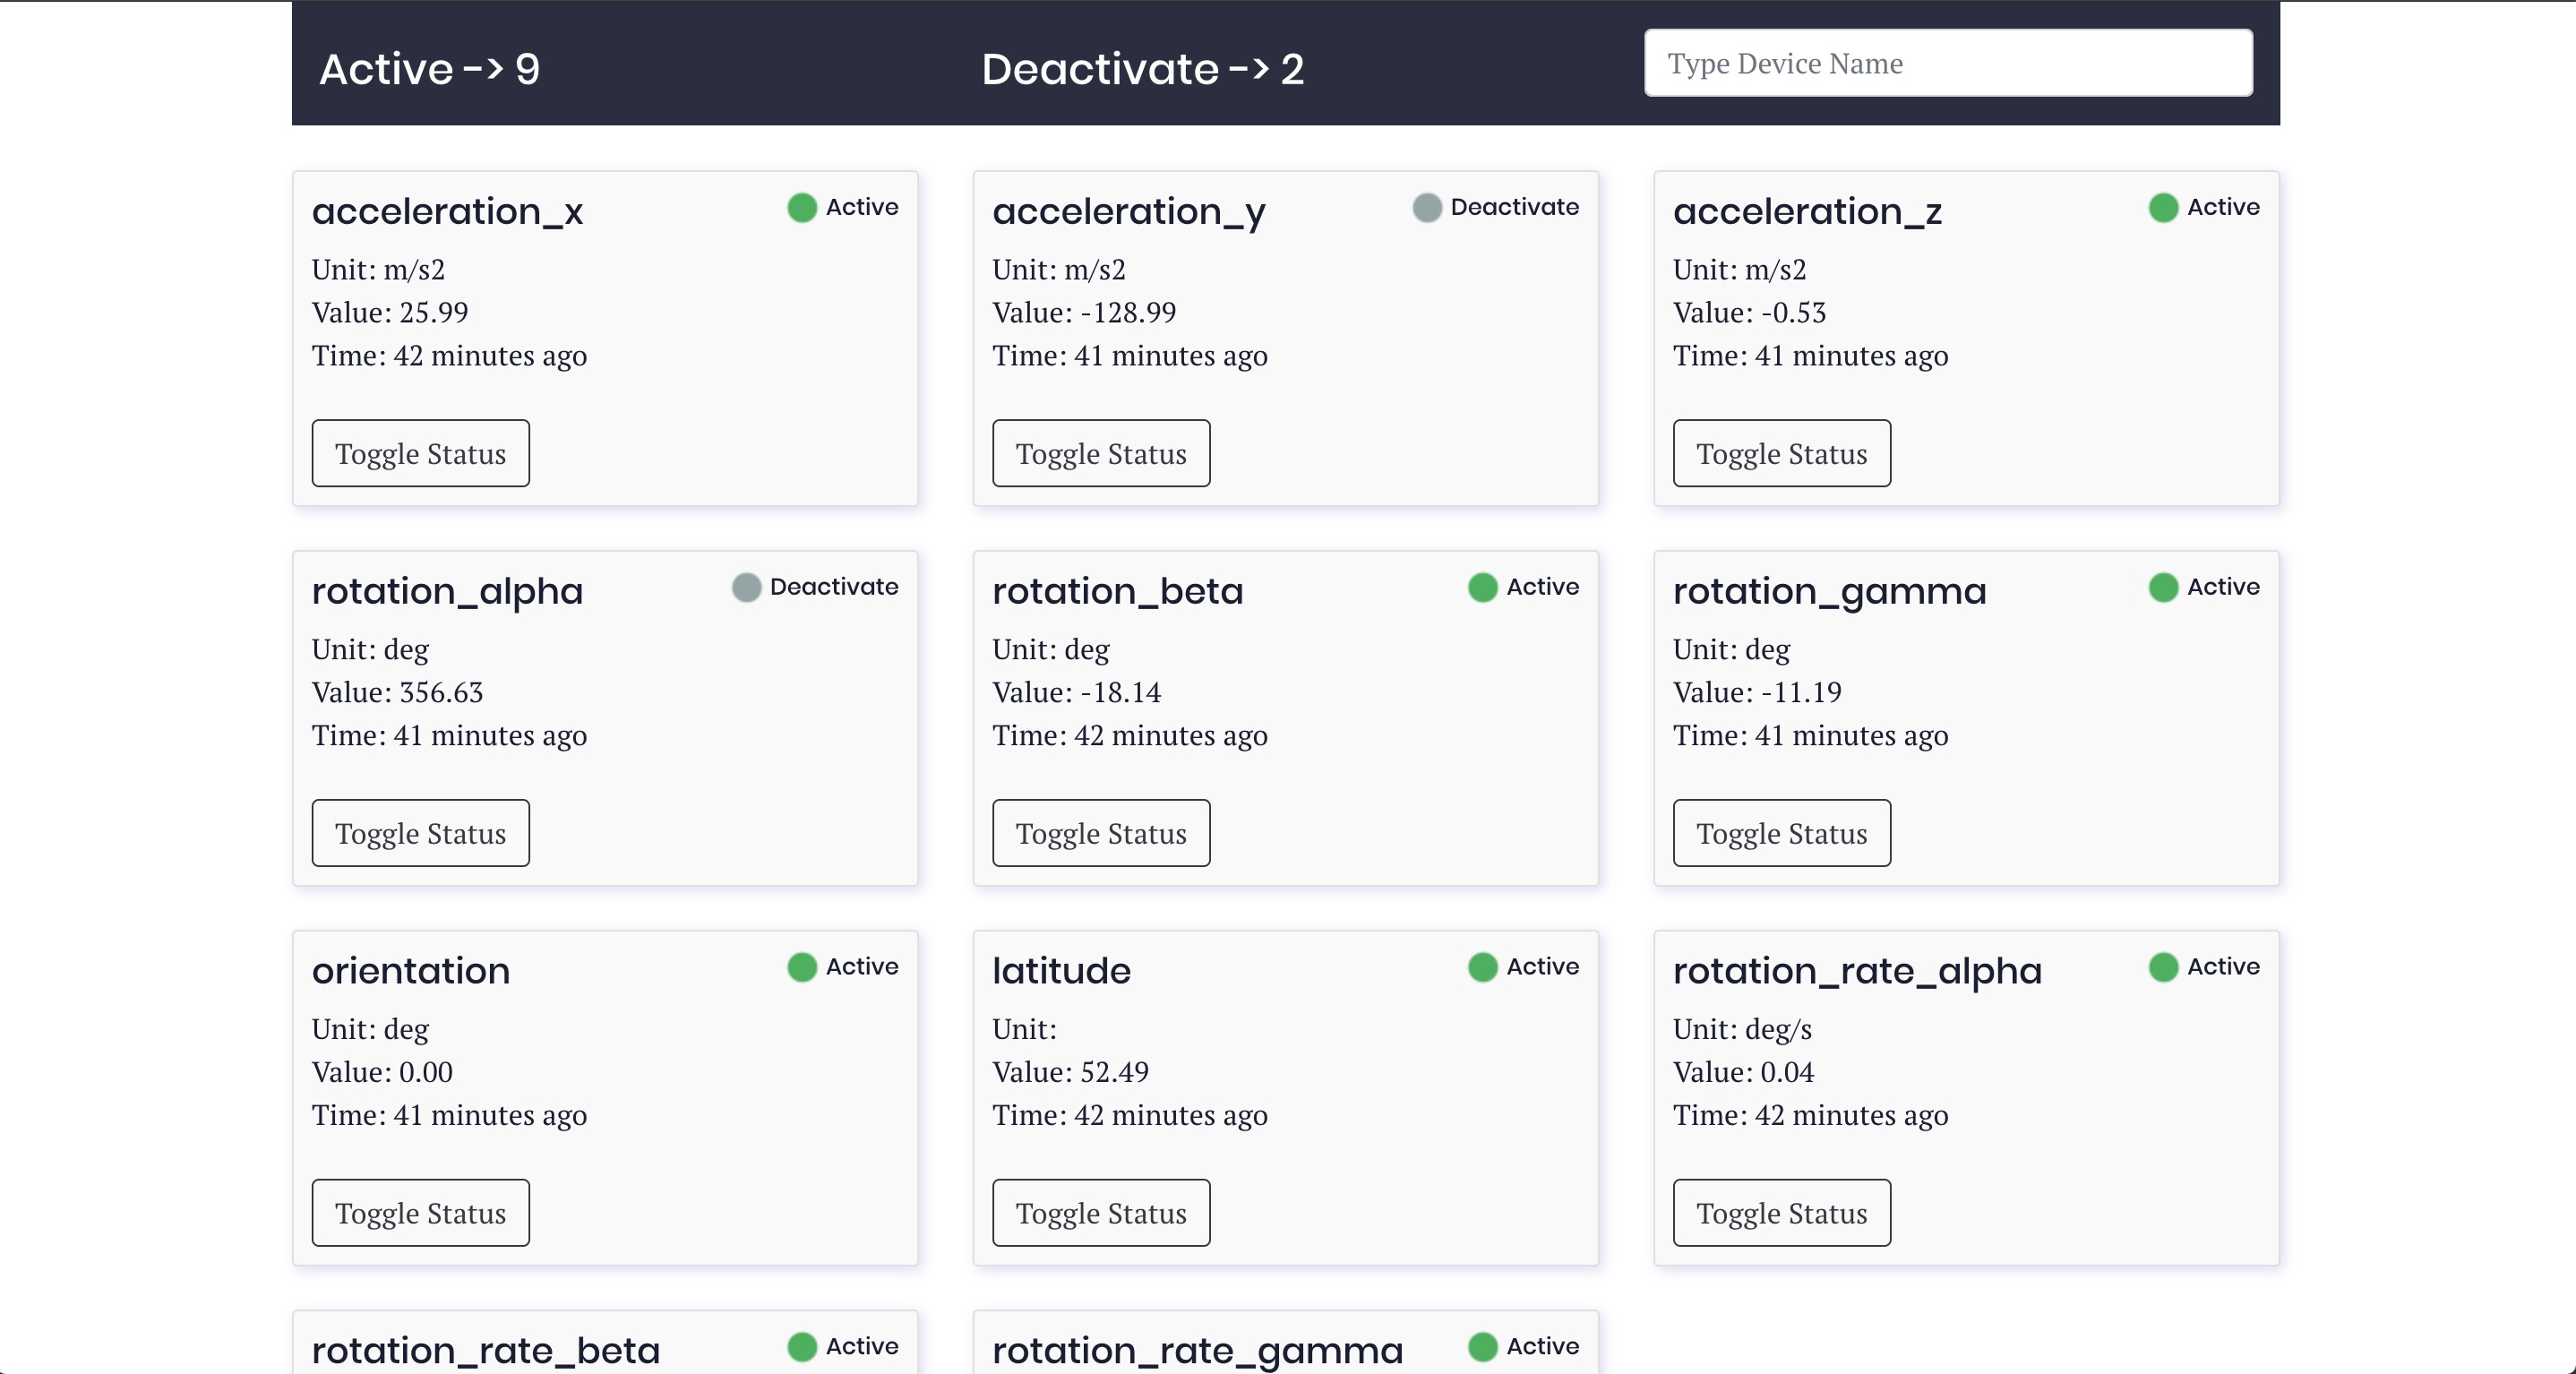 Active -> 9
Deactivate -> 2
Type Device Name
acceleration_x
Active
Unit: m/s2
Value: 25.99
Time: 42 minutes ago
Toggle Status
acceleration_y
Deactivate
Unit: m/s2
Value: -128.99
Time: 41 minutes ago
Toggle Status
acceleration_z
Active
Unit: m/s2
Value: -0.53
Time: 41 minutes ago
Toggle Status
rotation_alpha
Deactivate
Unit: deg
Value: 356.63
Time: 41 minutes ago
Toggle Status
rotation_beta
Active
Unit: deg
Value: -18.14
Time: 42 minutes ago
Toggle Status
rotation_gamma
Active
Unit: deg
Value: -11.19
Time: 41 minutes ago
Toggle Status
orientation
Active
Unit: deg
Value: 0.00
Time: 41 minutes ago
Toggle Status
latitude
Active
Unit:
Value: 52.49
Time: 42 minutes ago
Toggle Status
rotation_rate_alpha
Active
Unit: deg/s
Value: 0.04
Time: 42 minutes ago
Toggle Status
rotation_rate_beta
Active
rotation_rate_gamma
Active